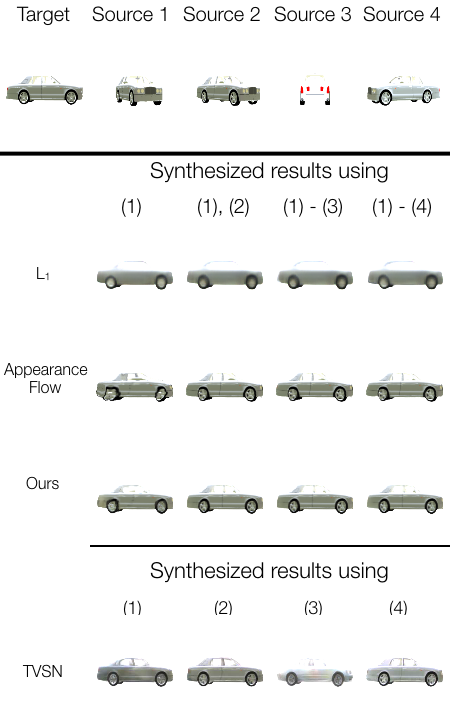 Target Source 1 Source 2 Source 3 Source 4
Synthesized results using
(1) (1), (2) (1) - (3) (1) - (4)
L₁
Appearance
Flow
Ours
Synthesized results using
(1) (2) (3) (4)
TVSN